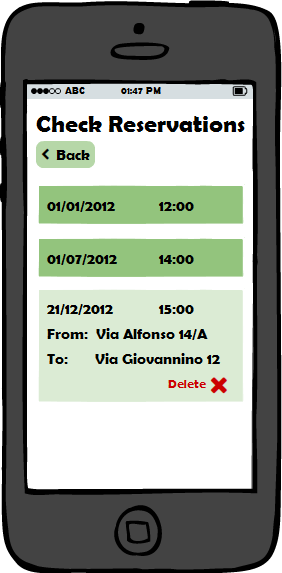 ABC 01:47 PM
Check Reservations
Back
01/01/2012 12:00
01/07/2012 14:00
21/12/2012 15:00
From: Via Alfonso 14/A
To: Via Giovannino 12
Delete